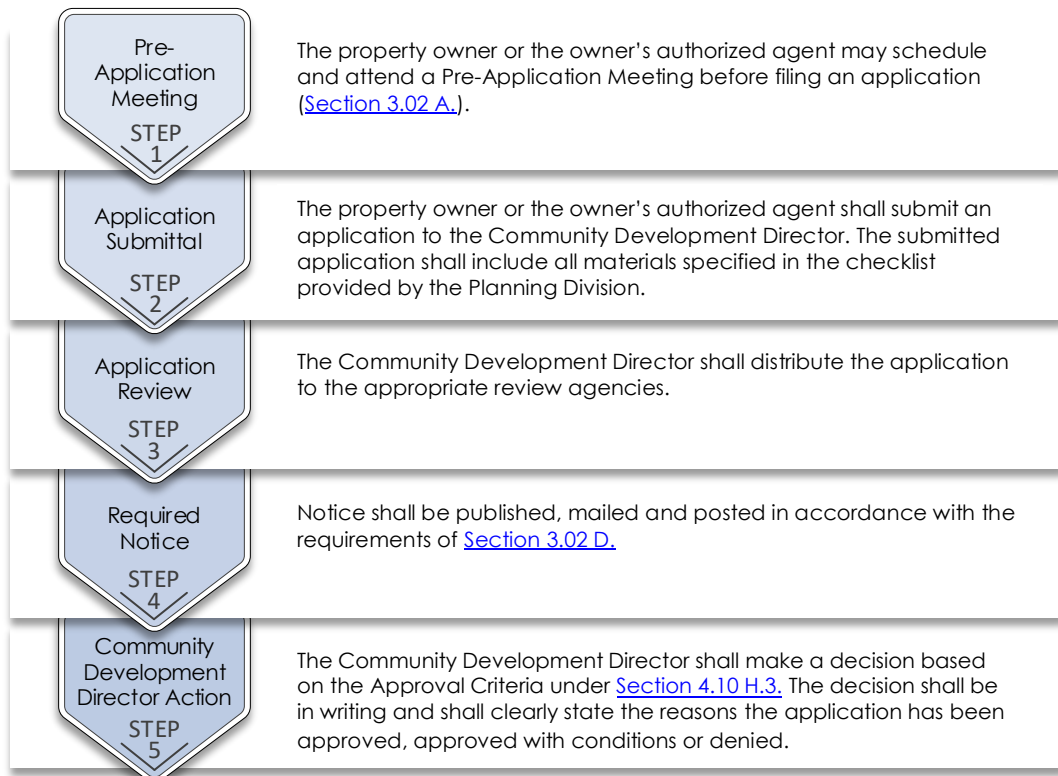 Pre-
Application
Meeting
STEP
1
The property owner or the owner’s authorized agent may schedule
and attend a Pre-Application Meeting before filing an application
(Section 3.02 A.).
Application
Submittal
STEP
2
The property owner or the owner’s authorized agent shall submit an
application to the Community Development Director. The submitted
application shall include all materials specified in the checklist
provided by the Planning Division.
Application
Review
STEP
3
The Community Development Director shall distribute the application
to the appropriate review agencies.
Required
Notice
STEP
4
Notice shall be published, mailed and posted in accordance with the
requirements of Section 3.02 D.
Community
Development
Director Action
STEP
5
The Community Development Director shall make a decision based
on the Approval Criteria under Section 4.10 H.3. The decision shall be
in writing and shall clearly state the reasons the application has been
approved, approved with conditions or denied.